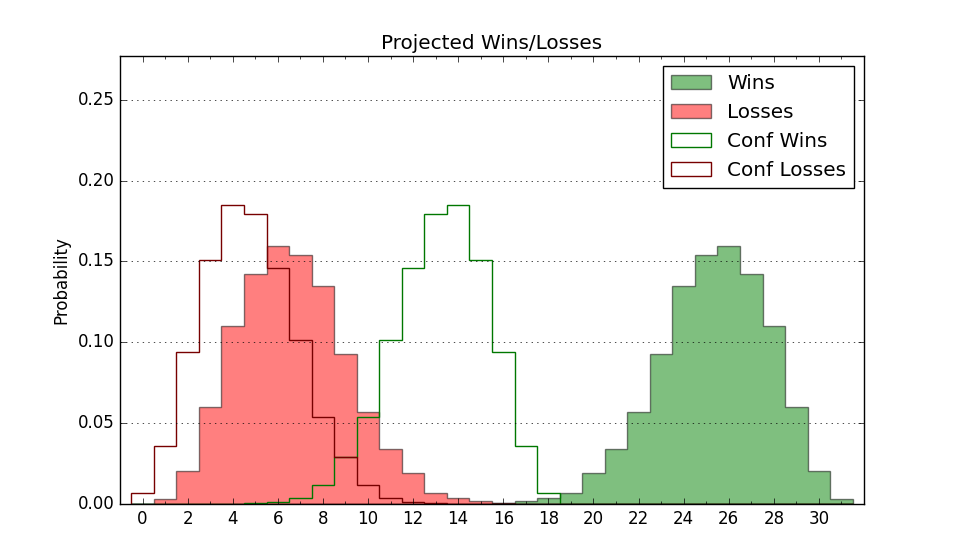 Projected Wins/Losses
Wins
Losses
Conf Wins
Conf Losses
Probability
0.25
0.20
0.15
0.10
0.05
0.00
0 2 4 6 8 10 12 14 16 18 20 22 24 26 28 30